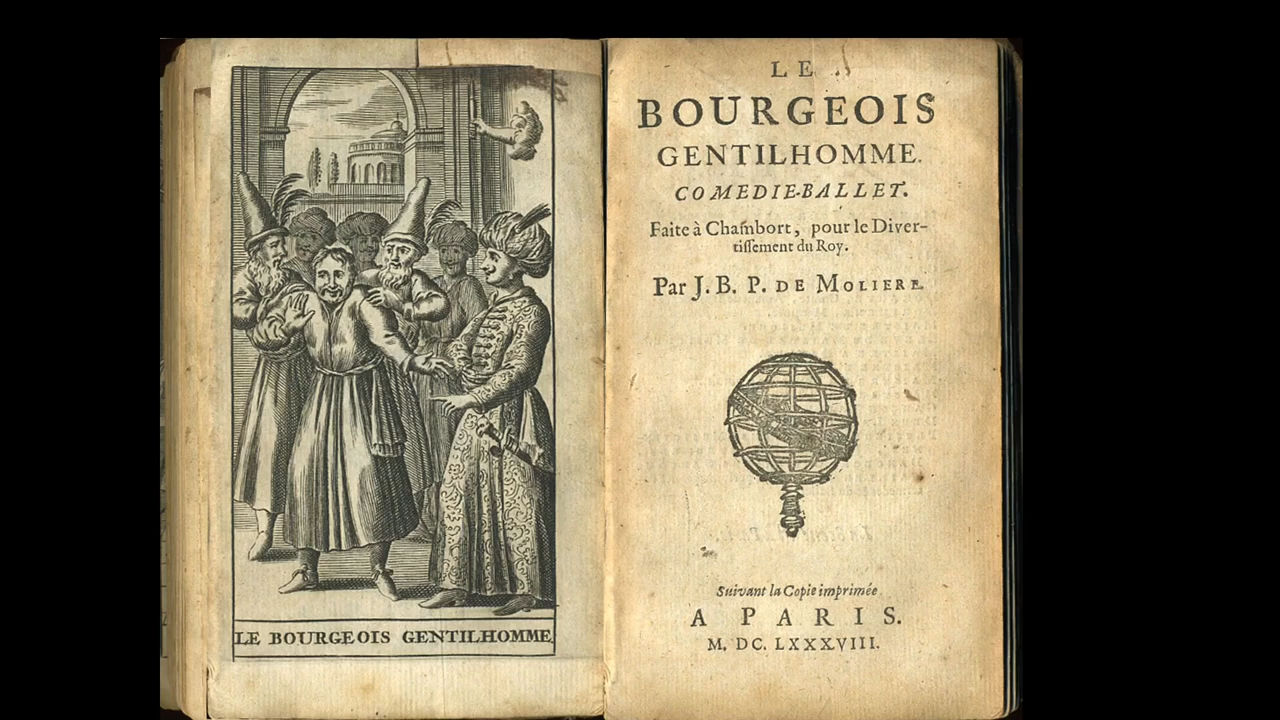 LE BOURGEOIS GENTILHOMME
LE
BOURGEOIS
GENTILHOMME.
COMEDIE-BALLET.
Faite à Chambort, pour le Diver-
tiſſement du Roy.
Par J. B. P. DE MOLIERE.
Suivant la Copie imprimée
A PARIS.
M. DC. LXXXVIII.